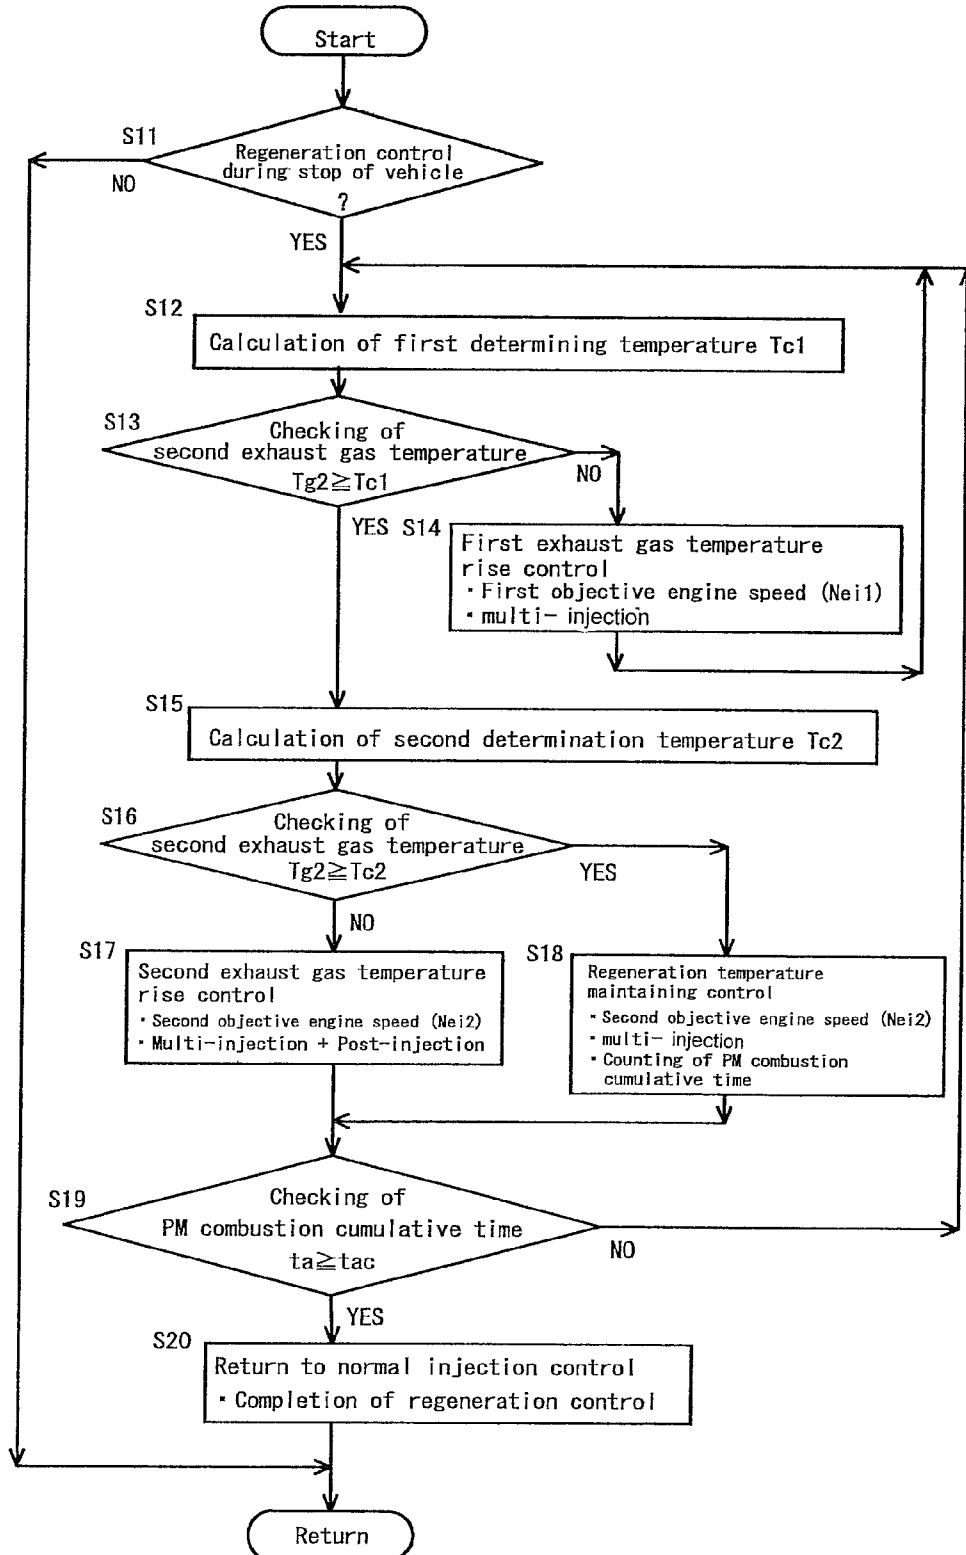 Start
S11
Regeneration control
during stop of vehicle
?
NO
YES
S12
Calculation of first determining temperature Tc1
S13
Checking of
second exhaust gas temperature
Tg2≧Tc1
NO
YES
S14
First exhaust gas temperature
rise control
・First objective engine speed (Nei1)
・multi- injection
S15
Calculation of second determination temperature Tc2
S16
Checking of
second exhaust gas temperature
Tg2≧Tc2
YES
NO
S17
Second exhaust gas temperature
rise control
・Second objective engine speed (Nei2)
・Multi-injection + Post-injection
S18
Regeneration temperature
maintaining control
・Second objective engine speed (Nei2)
・multi- injection
・Counting of PM combustion
cumulative time
S19
Checking of
PM combustion cumulative time
ta≧tac
NO
YES
S20
Return to normal injection control
・Completion of regeneration control
Return